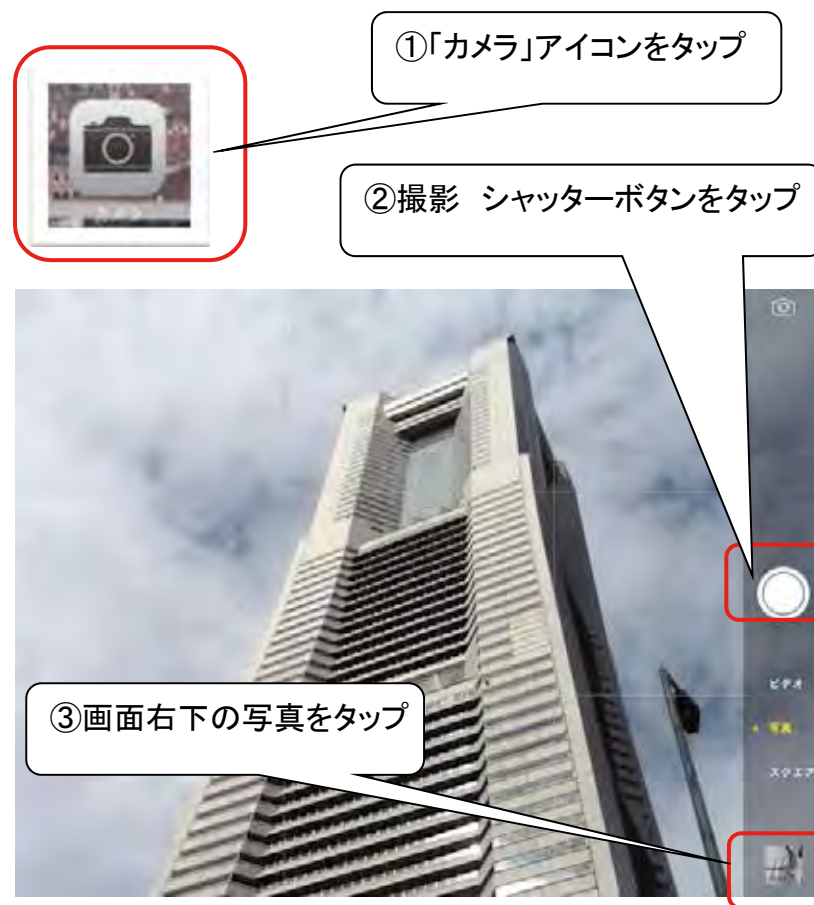 ①「カメラ」アイコンをタップ
②撮影　シャッターボタンをタップ
ビデオ
写真
スクエア
③画面右下の写真をタップ